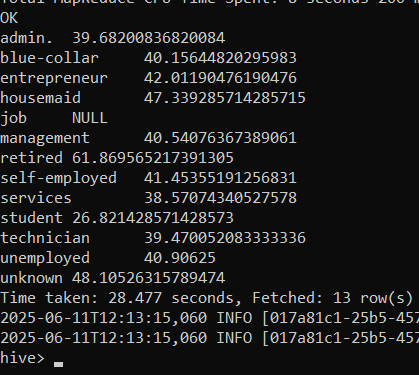 Total MapReduce CPU Time Spent: 8 seconds 200 m
OK
admin.  39.68200836820084
blue-collar     40.15644820295983
entrepreneur    42.01190476190476
housemaid       47.339285714285715
job     NULL
management      40.54076367389061
retired 61.869565217391305
self-employed   41.45355191256831
services        38.57074340527578
student 26.821428571428573
technician      39.470052083333336
unemployed      40.90625
unknown 48.10526315789474
Time taken: 28.477 seconds, Fetched: 13 row(s)
2025-06-11T12:13:15,060 INFO [017a81c1-25b5-457
2025-06-11T12:13:15,060 INFO [017a81c1-25b5-457
hive>